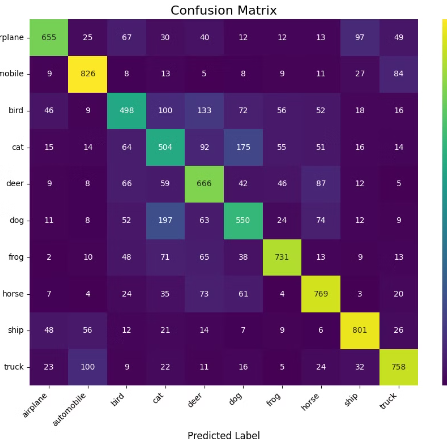 Confusion Matrix
rplane 655 25 67 30 40 12 12 13 97 49
mobile 9 826 8 13 5 8 9 11 27 84
bird 46 9 498 100 133 72 56 52 18 16
cat 15 14 64 504 92 175 55 51 16 14
deer 9 8 66 59 666 42 46 87 12 5
dog 11 8 52 197 63 550 24 74 12 9
frog 2 10 48 71 65 38 731 13 9 13
horse 7 4 24 35 73 61 4 769 3 20
ship 48 56 12 21 14 7 9 6 801 26
truck 23 100 9 22 11 16 5 24 32 758
airplane automobile bird cat deer dog frog horse ship truck
Predicted Label